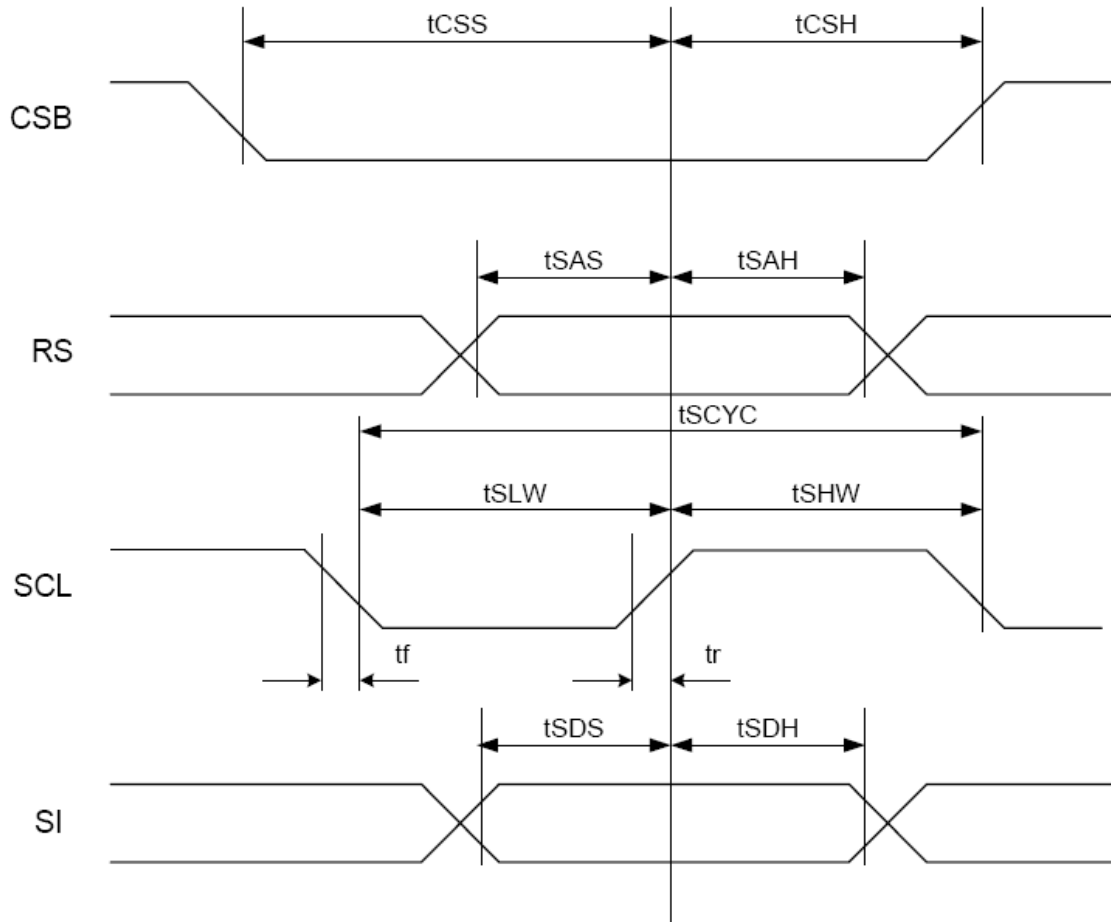 tCSS
tCSH
CSB
tSAS
tSAH
RS
tSCYC
tSLW
tSHW
SCL
tf
tr
tSDS
tSDH
SI